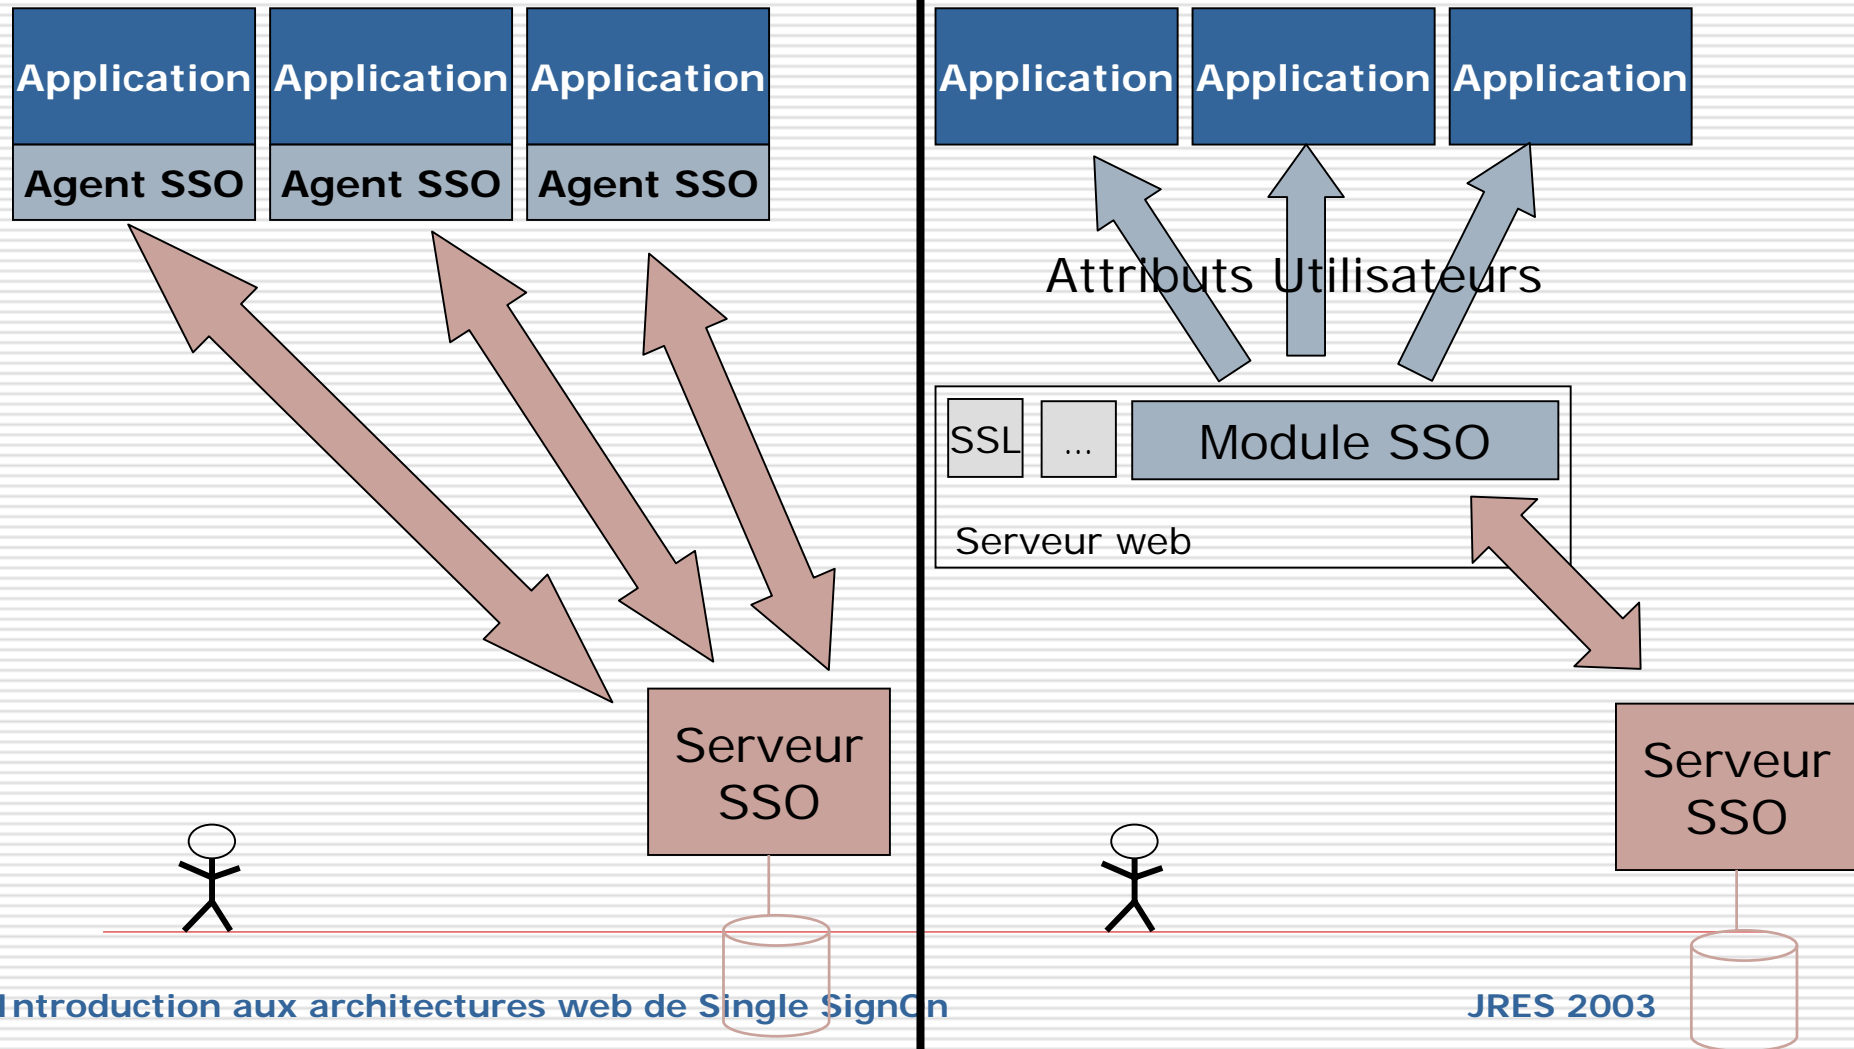 Application
Application
Application
Agent SSO
Agent SSO
Agent SSO
Serveur
SSO
Application
Application
Application
Attributs Utilisateurs
SSL
...
Module SSO
Serveur web
Serveur
SSO
Introduction aux architectures web de Single SignOn
JRES 2003